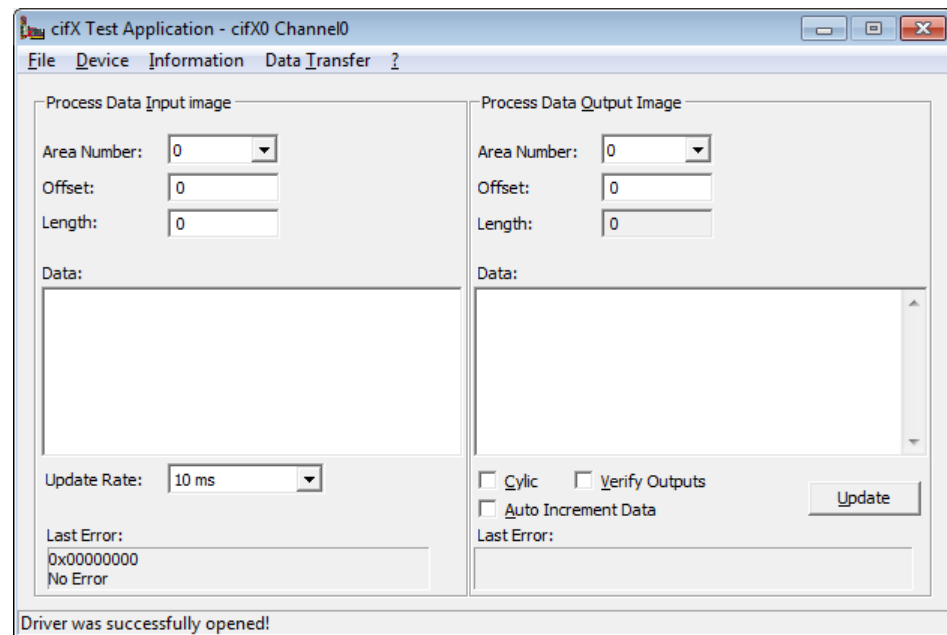 cifX Test Application - cifX0 Channel0
File Device Information Data Transfer ?
Process Data Input image
Area Number: 0
Offset: 0
Length: 0
Data:
Update Rate: 10 ms
Last Error:
0x00000000
No Error
Process Data Output Image
Area Number: 0
Offset: 0
Length: 0
Data:
Cylic Verify Outputs
Auto Increment Data
Update
Last Error:
Driver was successfully opened!